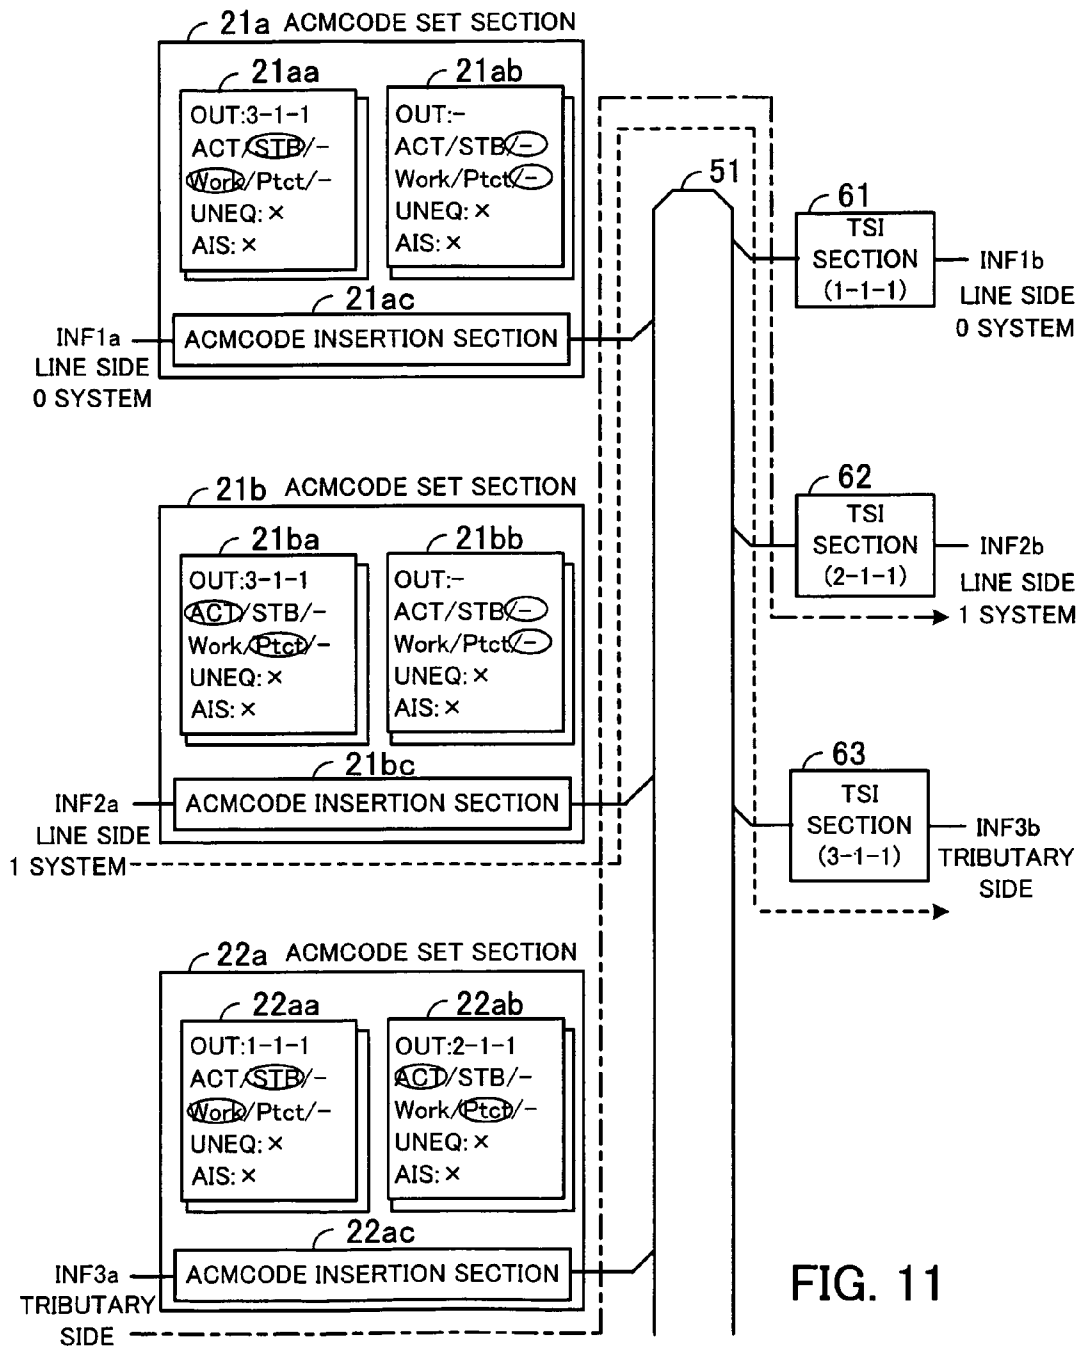 21a ACMCODE SET SECTION
21aa
OUT:3-1-1
ACT/STB/-
Work/Ptct/-
UNEQ:×
AIS:×
21ab
OUT:-
ACT/STB/-
Work/Ptct/-
UNEQ:×
AIS:×
21ac
ACMCODE INSERTION SECTION
INF1a
LINE SIDE
0 SYSTEM
51
61
TSI
SECTION
(1-1-1)
INF1b
LINE SIDE
0 SYSTEM
21b ACMCODE SET SECTION
21ba
OUT:3-1-1
ACT/STB/-
Work/Ptct/-
UNEQ:×
AIS:×
21bb
OUT:-
ACT/STB/-
Work/Ptct/-
UNEQ:×
AIS:×
21bc
ACMCODE INSERTION SECTION
INF2a
LINE SIDE
1 SYSTEM
62
TSI
SECTION
(2-1-1)
INF2b
LINE SIDE
1 SYSTEM
63
TSI
SECTION
(3-1-1)
INF3b
TRIBUTARY
SIDE
22a ACMCODE SET SECTION
22aa
OUT:1-1-1
ACT/STB/-
Work/Ptct/-
UNEQ:×
AIS:×
22ab
OUT:2-1-1
ACT/STB/-
Work/Ptct/-
UNEQ:×
AIS:×
22ac
ACMCODE INSERTION SECTION
INF3a
TRIBUTARY
SIDE
FIG. 11